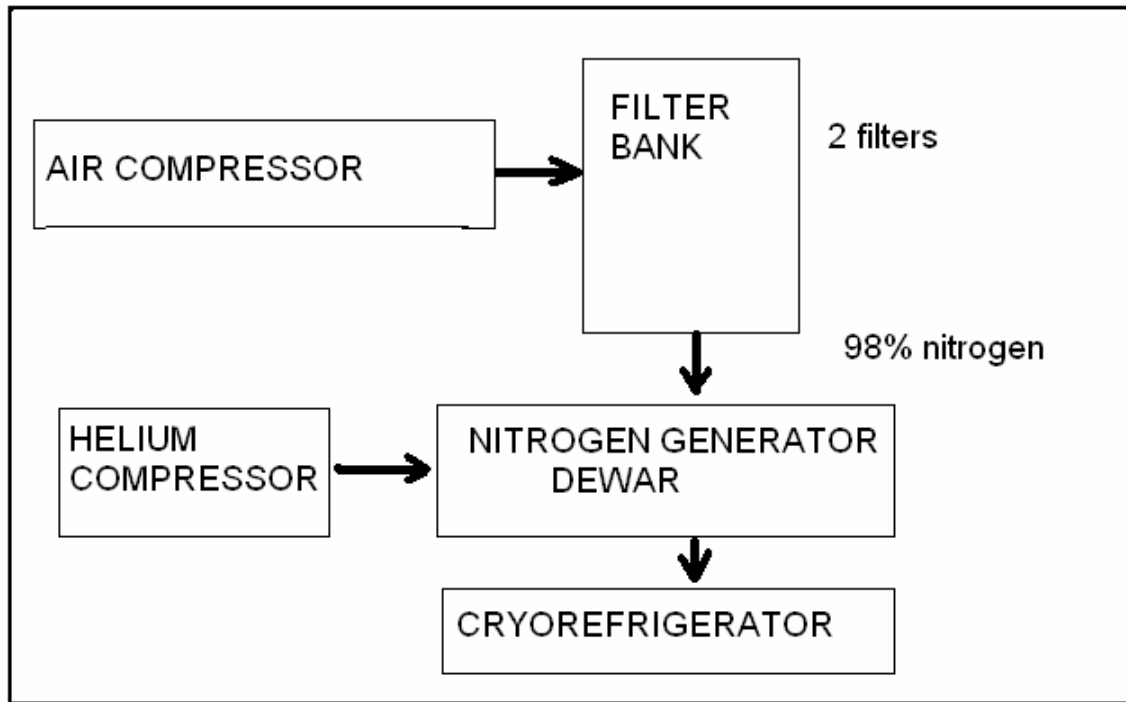 FILTER
BANK
2 filters
AIR COMPRESSOR
98% nitrogen
HELIUM
COMPRESSOR
NITROGEN GENERATOR
DEWAR
CRYOREFRIGERATOR